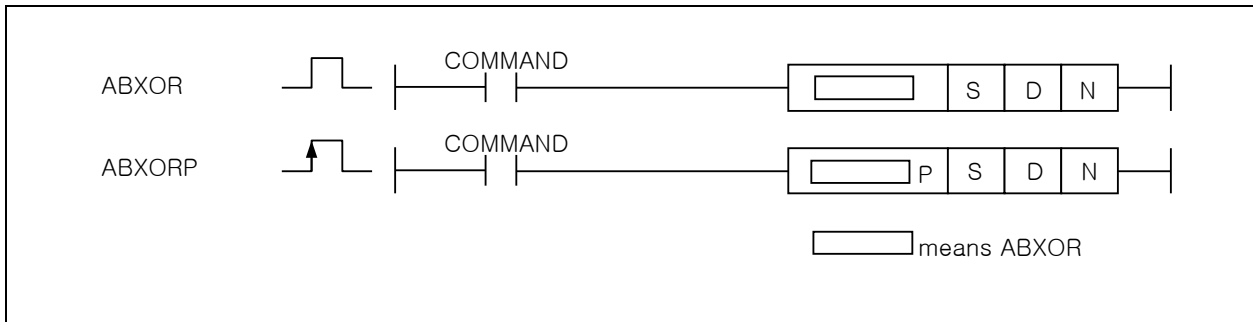 COMMAND
ABXOR S D N
COMMAND
ABXORP P S D N
means ABXOR